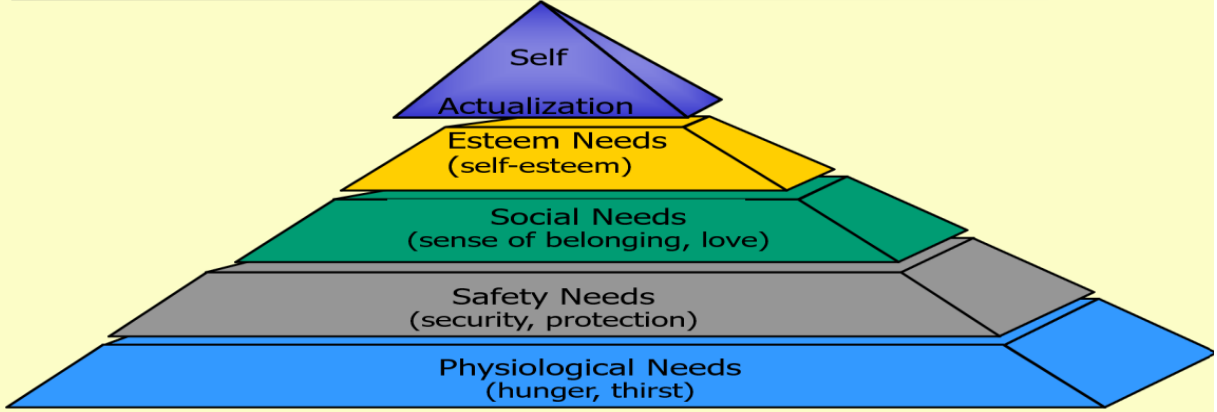 Self
Actualization
Esteem Needs
(self-esteem)
Social Needs
(sense of belonging, love)
Safety Needs
(security, protection)
Physiological Needs
(hunger, thirst)